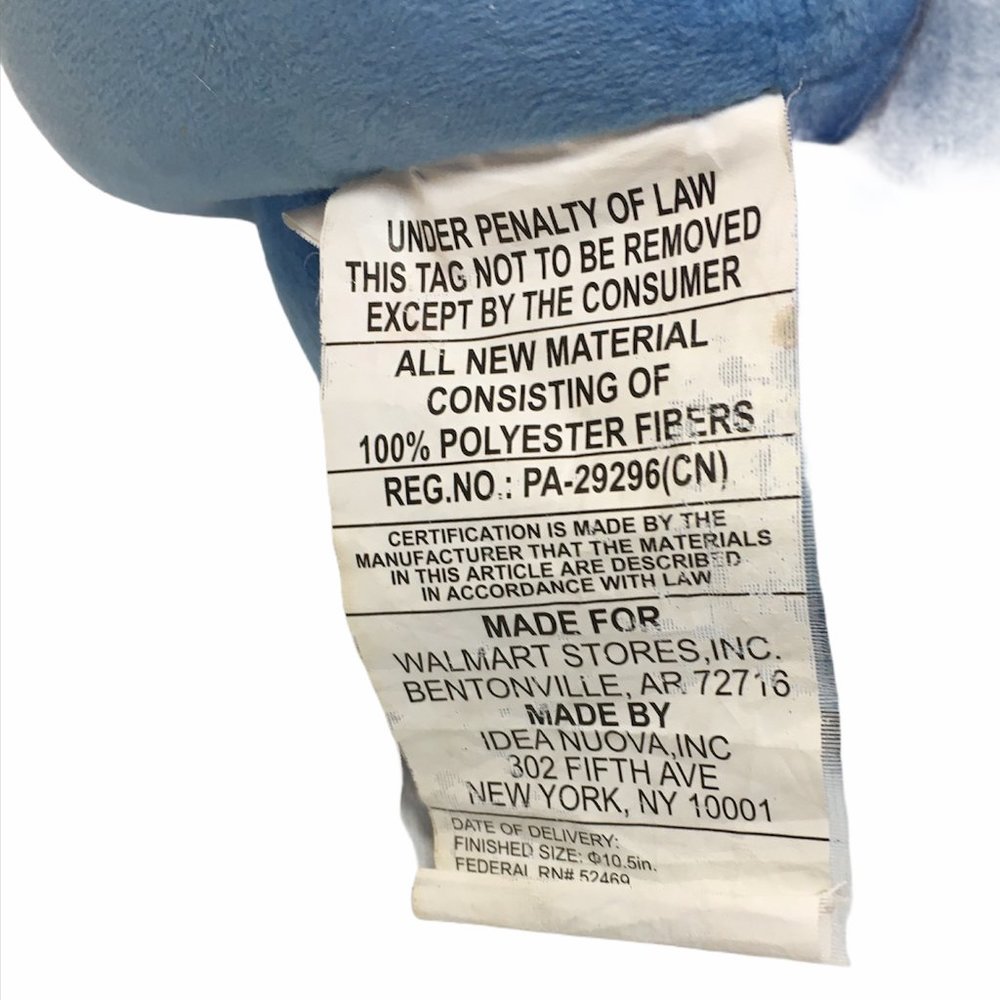 UNDER PENALTY OF LAW
THIS TAG NOT TO BE REMOVED
EXCEPT BY THE CONSUMER
ALL NEW MATERIAL
CONSISTING OF
100% POLYESTER FIBERS
REG.NO.: PA-29296(CN)
CERTIFICATION IS MADE BY THE
MANUFACTURER THAT THE MATERIALS
IN THIS ARTICLE ARE DESCRIBED
IN ACCORDANCE WITH LAW
MADE FOR
WALMART STORES,INC.
BENTONVILLE, AR 72716
MADE BY
IDEA NUOVA,INC
302 FIFTH AVE
NEW YORK, NY 10001
DATE OF DELIVERY:
FINISHED SIZE: Φ10.5in.
FEDERAL RN# 52469